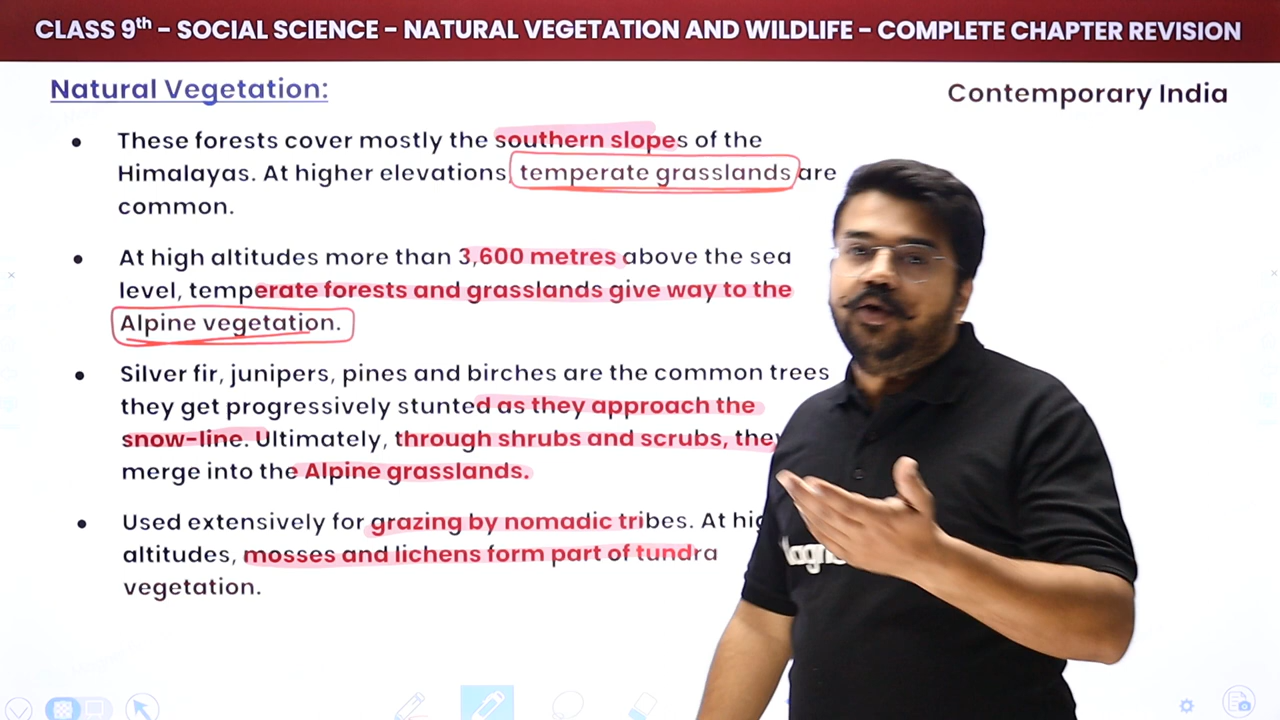 CLASS 9th - SOCIAL SCIENCE - NATURAL VEGETATION AND WILDLIFE - COMPLETE CHAPTER REVISION
Natural Vegetation:
Contemporary India
• These forests cover mostly the southern slopes of the
Himalayas. At higher elevations, temperate grasslands are
common.
• At high altitudes more than 3,600 metres above the sea
level, temperate forests and grasslands give way to the
Alpine vegetation.
• Silver fir, junipers, pines and birches are the common trees
they get progressively stunted as they approach the
snow-line. Ultimately, through shrubs and scrubs, they
merge into the Alpine grasslands.
• Used extensively for grazing by nomadic tribes. At
altitudes, mosses and lichens form part of tundra
vegetation.